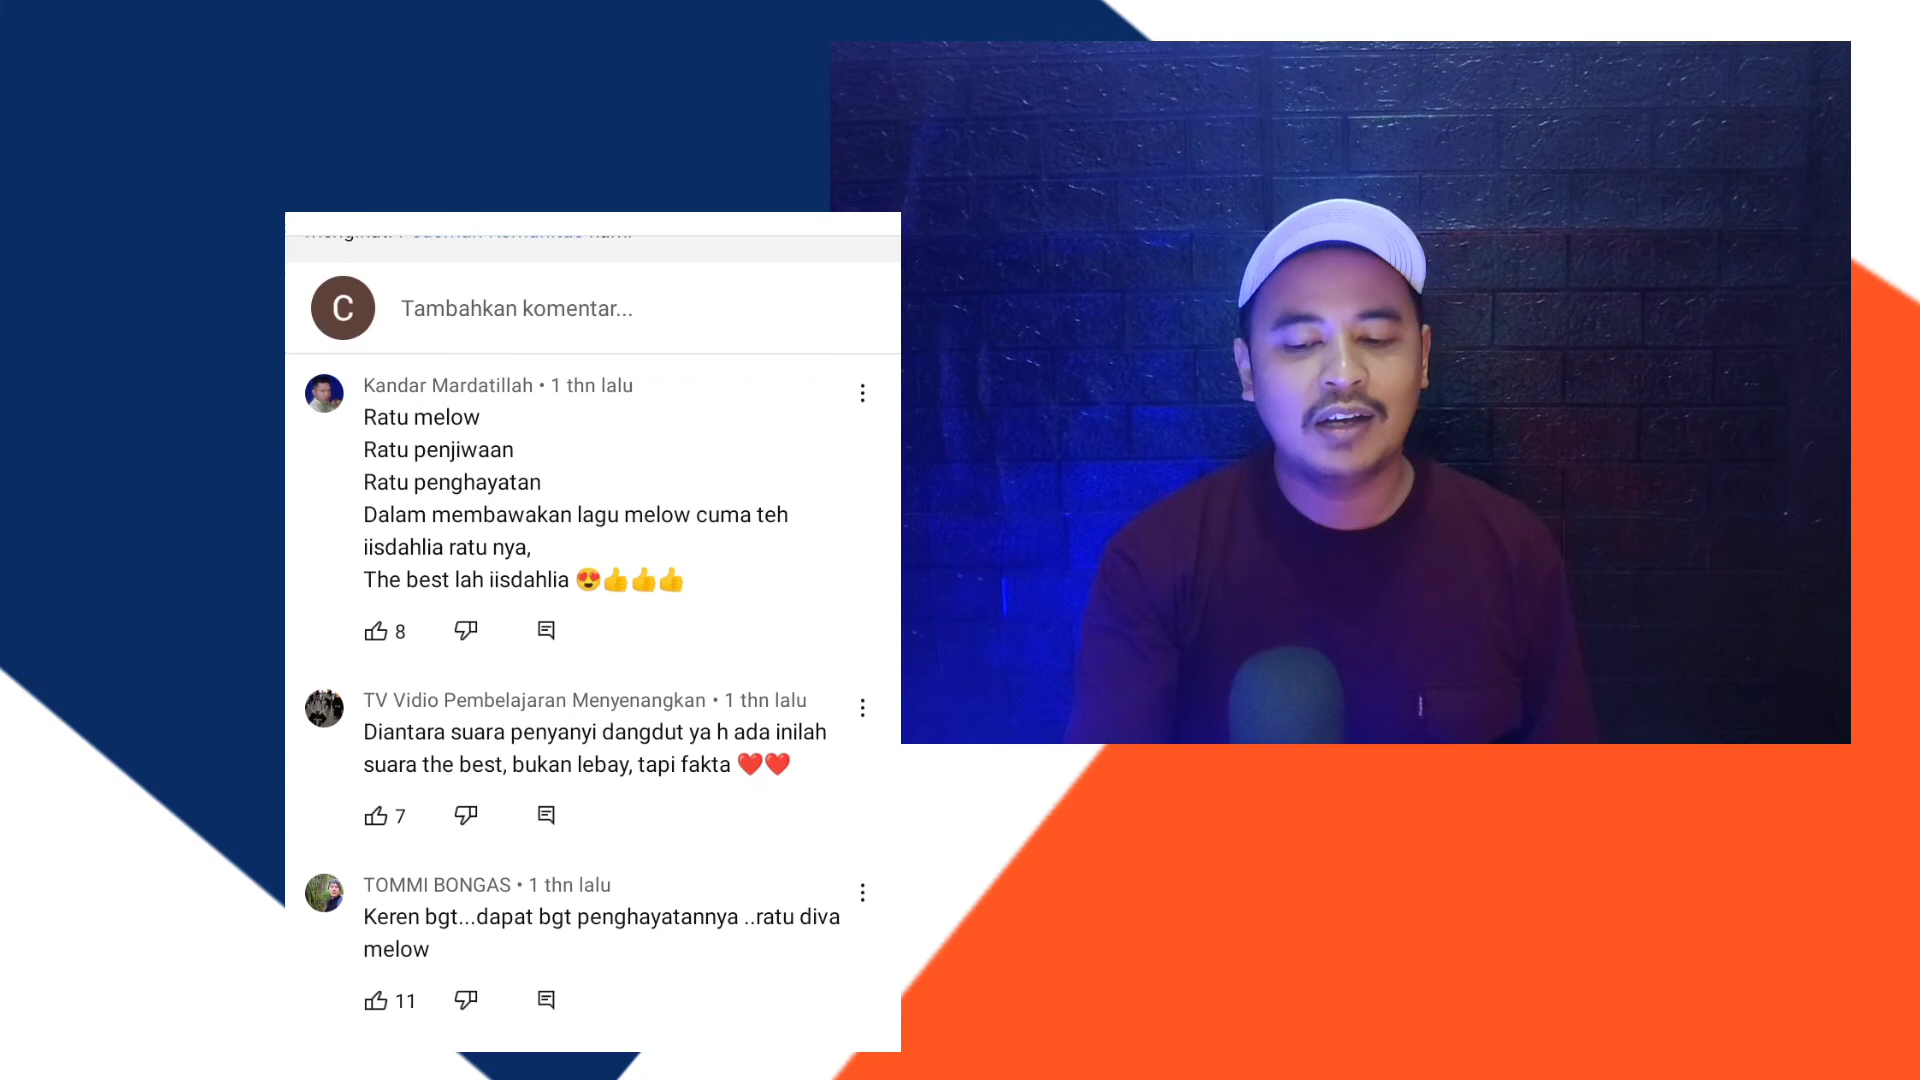 C
Tambahkan komentar...
Kandar Mardatillah • 1 thn lalu
Ratu melow
Ratu penjiwaan
Ratu penghayatan
Dalam membawakan lagu melow cuma teh
iisdahlia ratu nya,
The best lah iisdahlia 😍👍👍👍
8
TV Vidio Pembelajaran Menyenangkan • 1 thn lalu
Diantara suara penyanyi dangdut ya h ada inilah
suara the best, bukan lebay, tapi fakta ❤️❤️
7
TOMMI BONGAS • 1 thn lalu
Keren bgt...dapat bgt penghayatannya ..ratu diva
melow
11